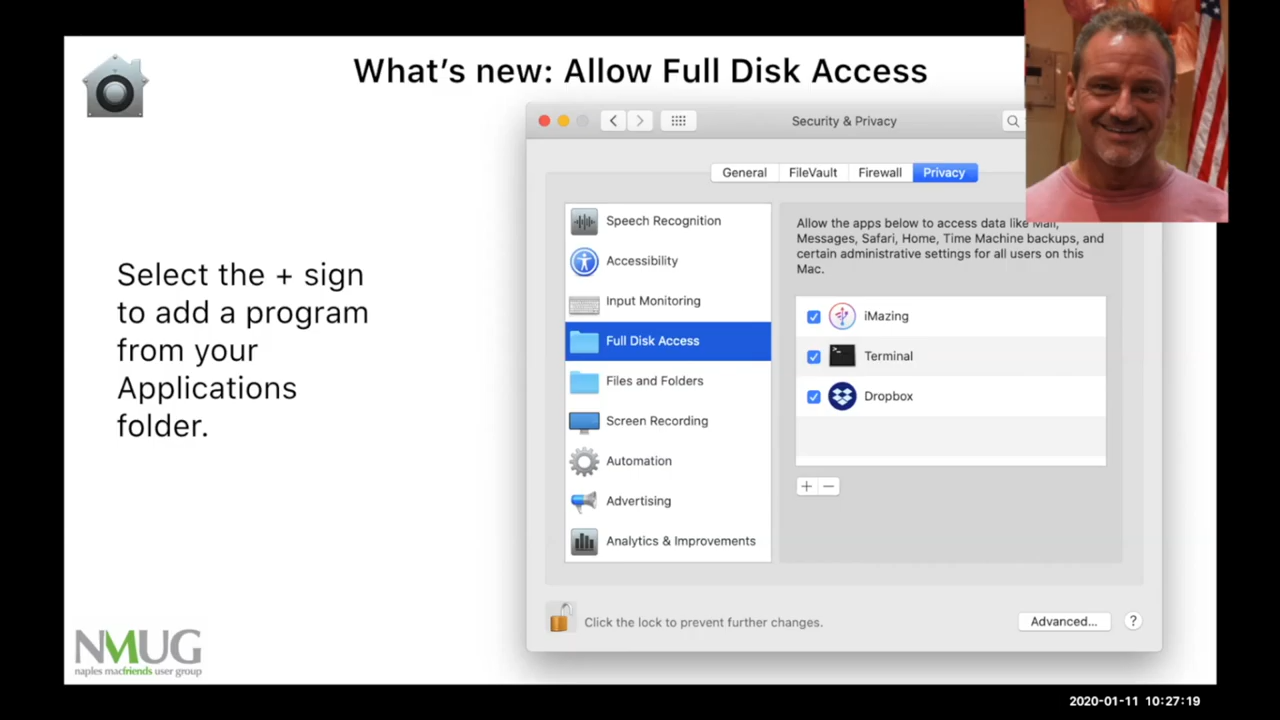 What's new: Allow Full Disk Access
Select the + sign
to add a program
from your
Applications
folder.
Security & Privacy
General FileVault Firewall Privacy
Speech Recognition
Accessibility
Input Monitoring
Full Disk Access
Files and Folders
Screen Recording
Automation
Advertising
Analytics & Improvements
Allow the apps below to access data like Mail,
Messages, Safari, Home, Time Machine backups, and
certain administrative settings for all users on this
Mac.
iMazing
Terminal
Dropbox
+ −
Click the lock to prevent further changes.
Advanced... ?
NMUG
naples macfriends user group
2020-01-11 10:27:19